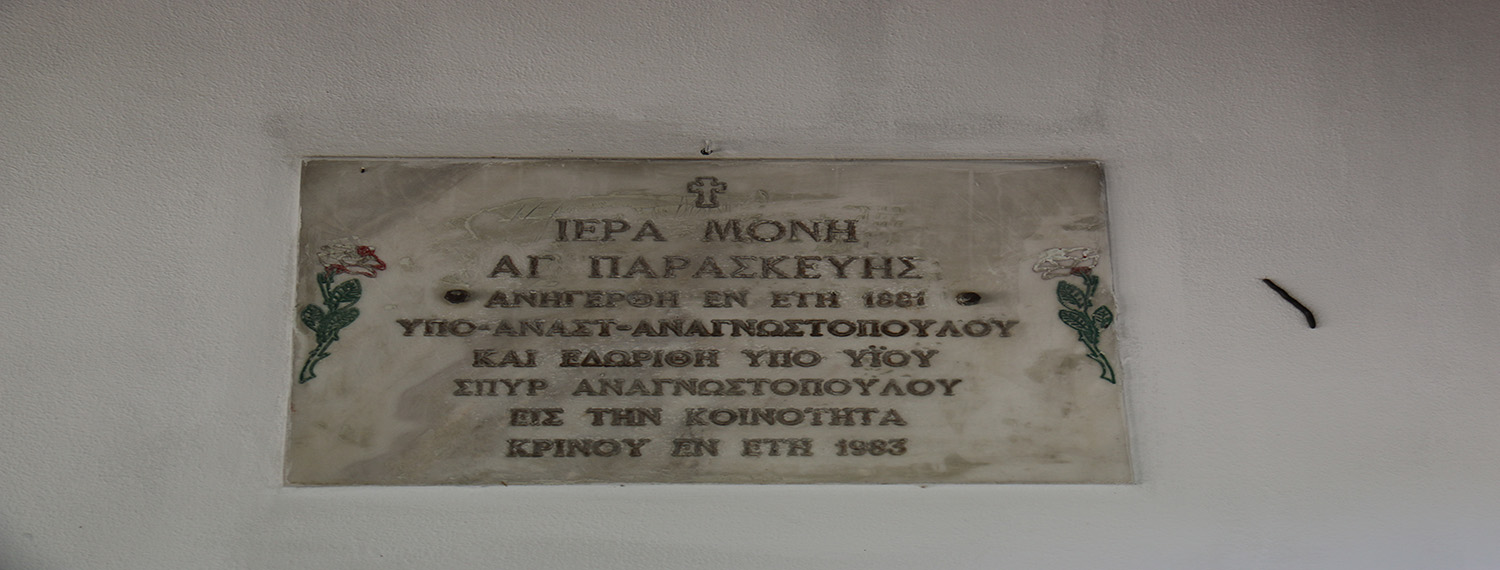 ΙΕΡΑ ΜΟΝΗ
ΑΓ ΠΑΡΑΣΚΕΥΗΣ
ΑΝΗΓΕΡΘΗ ΕΝ ΕΤΗ 1881
ΥΠΟ-ΑΝΑΣΤ-ΑΝΑΓΝΩΣΤΟΠΟΥΛΟΥ
ΚΑΙ ΕΔΩΡΙΘΗ ΥΠΟ ΥΪΟΥ
ΣΠΥΡ ΑΝΑΓΝΩΣΤΟΠΟΥΛΟΥ
ΕΙΣ ΤΗΝ ΚΟΙΝΟΤΗΤΑ
ΚΡΙΝΟΥ ΕΝ ΕΤΗ 1983